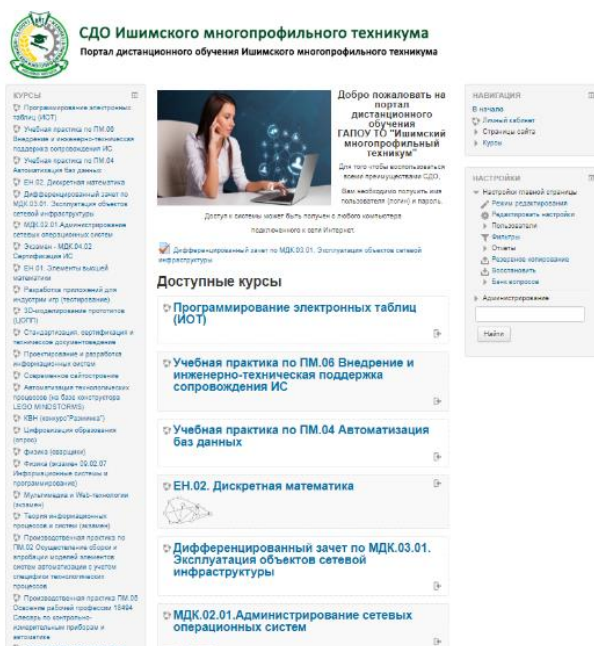 СДО Ишимского многопрофильного техникума
Портал дистанционного обучения Ишимского многопрофильного техникума
КУРСЫ
Программирование электронных
таблиц (ИОТ)
Учебная практика по ПМ.06
Внедрение и инженерно-техническая
поддержка сопровождения ИС
Учебная практика по ПМ.04
Автоматизация баз данных
ЕН.02. Дискретная математика
Дифференцированный зачет по
МДК.03.01. Эксплуатация объектов
сетевой инфраструктуры
МДК.02.01.Администрирование
сетевых операционных систем
Экзамен - МДК.04.02
Сертификация ИС
ЕН.01. Элементы высшей
математики
Разработка приложений для
индустрии игр (тестирование)
3D-моделирование прототипов
(ЦОПП)
Стандартизация, сертификация и
техническое документоведение
Проектирование и разработка
информационных систем
Современное сайтостроение
Автоматизация технологических
процессов (на базе конструктора
LEGO MINDSTORMS)
КВН (конкурс"Разминка")
Цифровизация образования
(опрос)
физика (сварщики)
Физика (экзамен 09.02.07
Информационные системы и
программирование)
Мультимедиа и Web-технологии
(экзамен)
Теория информационных
процессов и систем (экзамен)
Производственная практика по
ПМ.02 Осуществление сборки и
апробации моделей элементов
систем автоматизации с учетом
специфики технологических
процессов
Производственная практика ПМ.05
Освоение рабочей профессии 18494
Слесарь по контрольно-
измерительным приборам и
автоматике
Добро пожаловать на
портал
дистанционного
обучения
ГАПОУ ТО "Ишимский
многопрофильный
техникум"
Для того чтобы воспользоваться
всеми преимуществами СДО,
Вам необходимо получить имя
пользователя (логин) и пароль.
Доступ к системы может быть получен с любого компьютера
подключенного к сети Интернет.
Дифференцированный зачет по МДК.03.01. Эксплуатация объектов сетевой
инфраструктуры
Доступные курсы
Программирование электронных таблиц
(ИОТ)
Учебная практика по ПМ.06 Внедрение и
инженерно-техническая поддержка
сопровождения ИС
Учебная практика по ПМ.04 Автоматизация
баз данных
ЕН.02. Дискретная математика
Дифференцированный зачет по МДК.03.01.
Эксплуатация объектов сетевой
инфраструктуры
МДК.02.01.Администрирование сетевых
операционных систем
НАВИГАЦИЯ
В начало
Личный кабинет
Страницы сайта
Курсы
НАСТРОЙКИ
Настройки главной страницы
Режим редактирования
Редактировать настройки
Пользователи
Фильтры
Отчеты
Резервное копирование
Восстановить
Банк вопросов
Администрирование
Найти